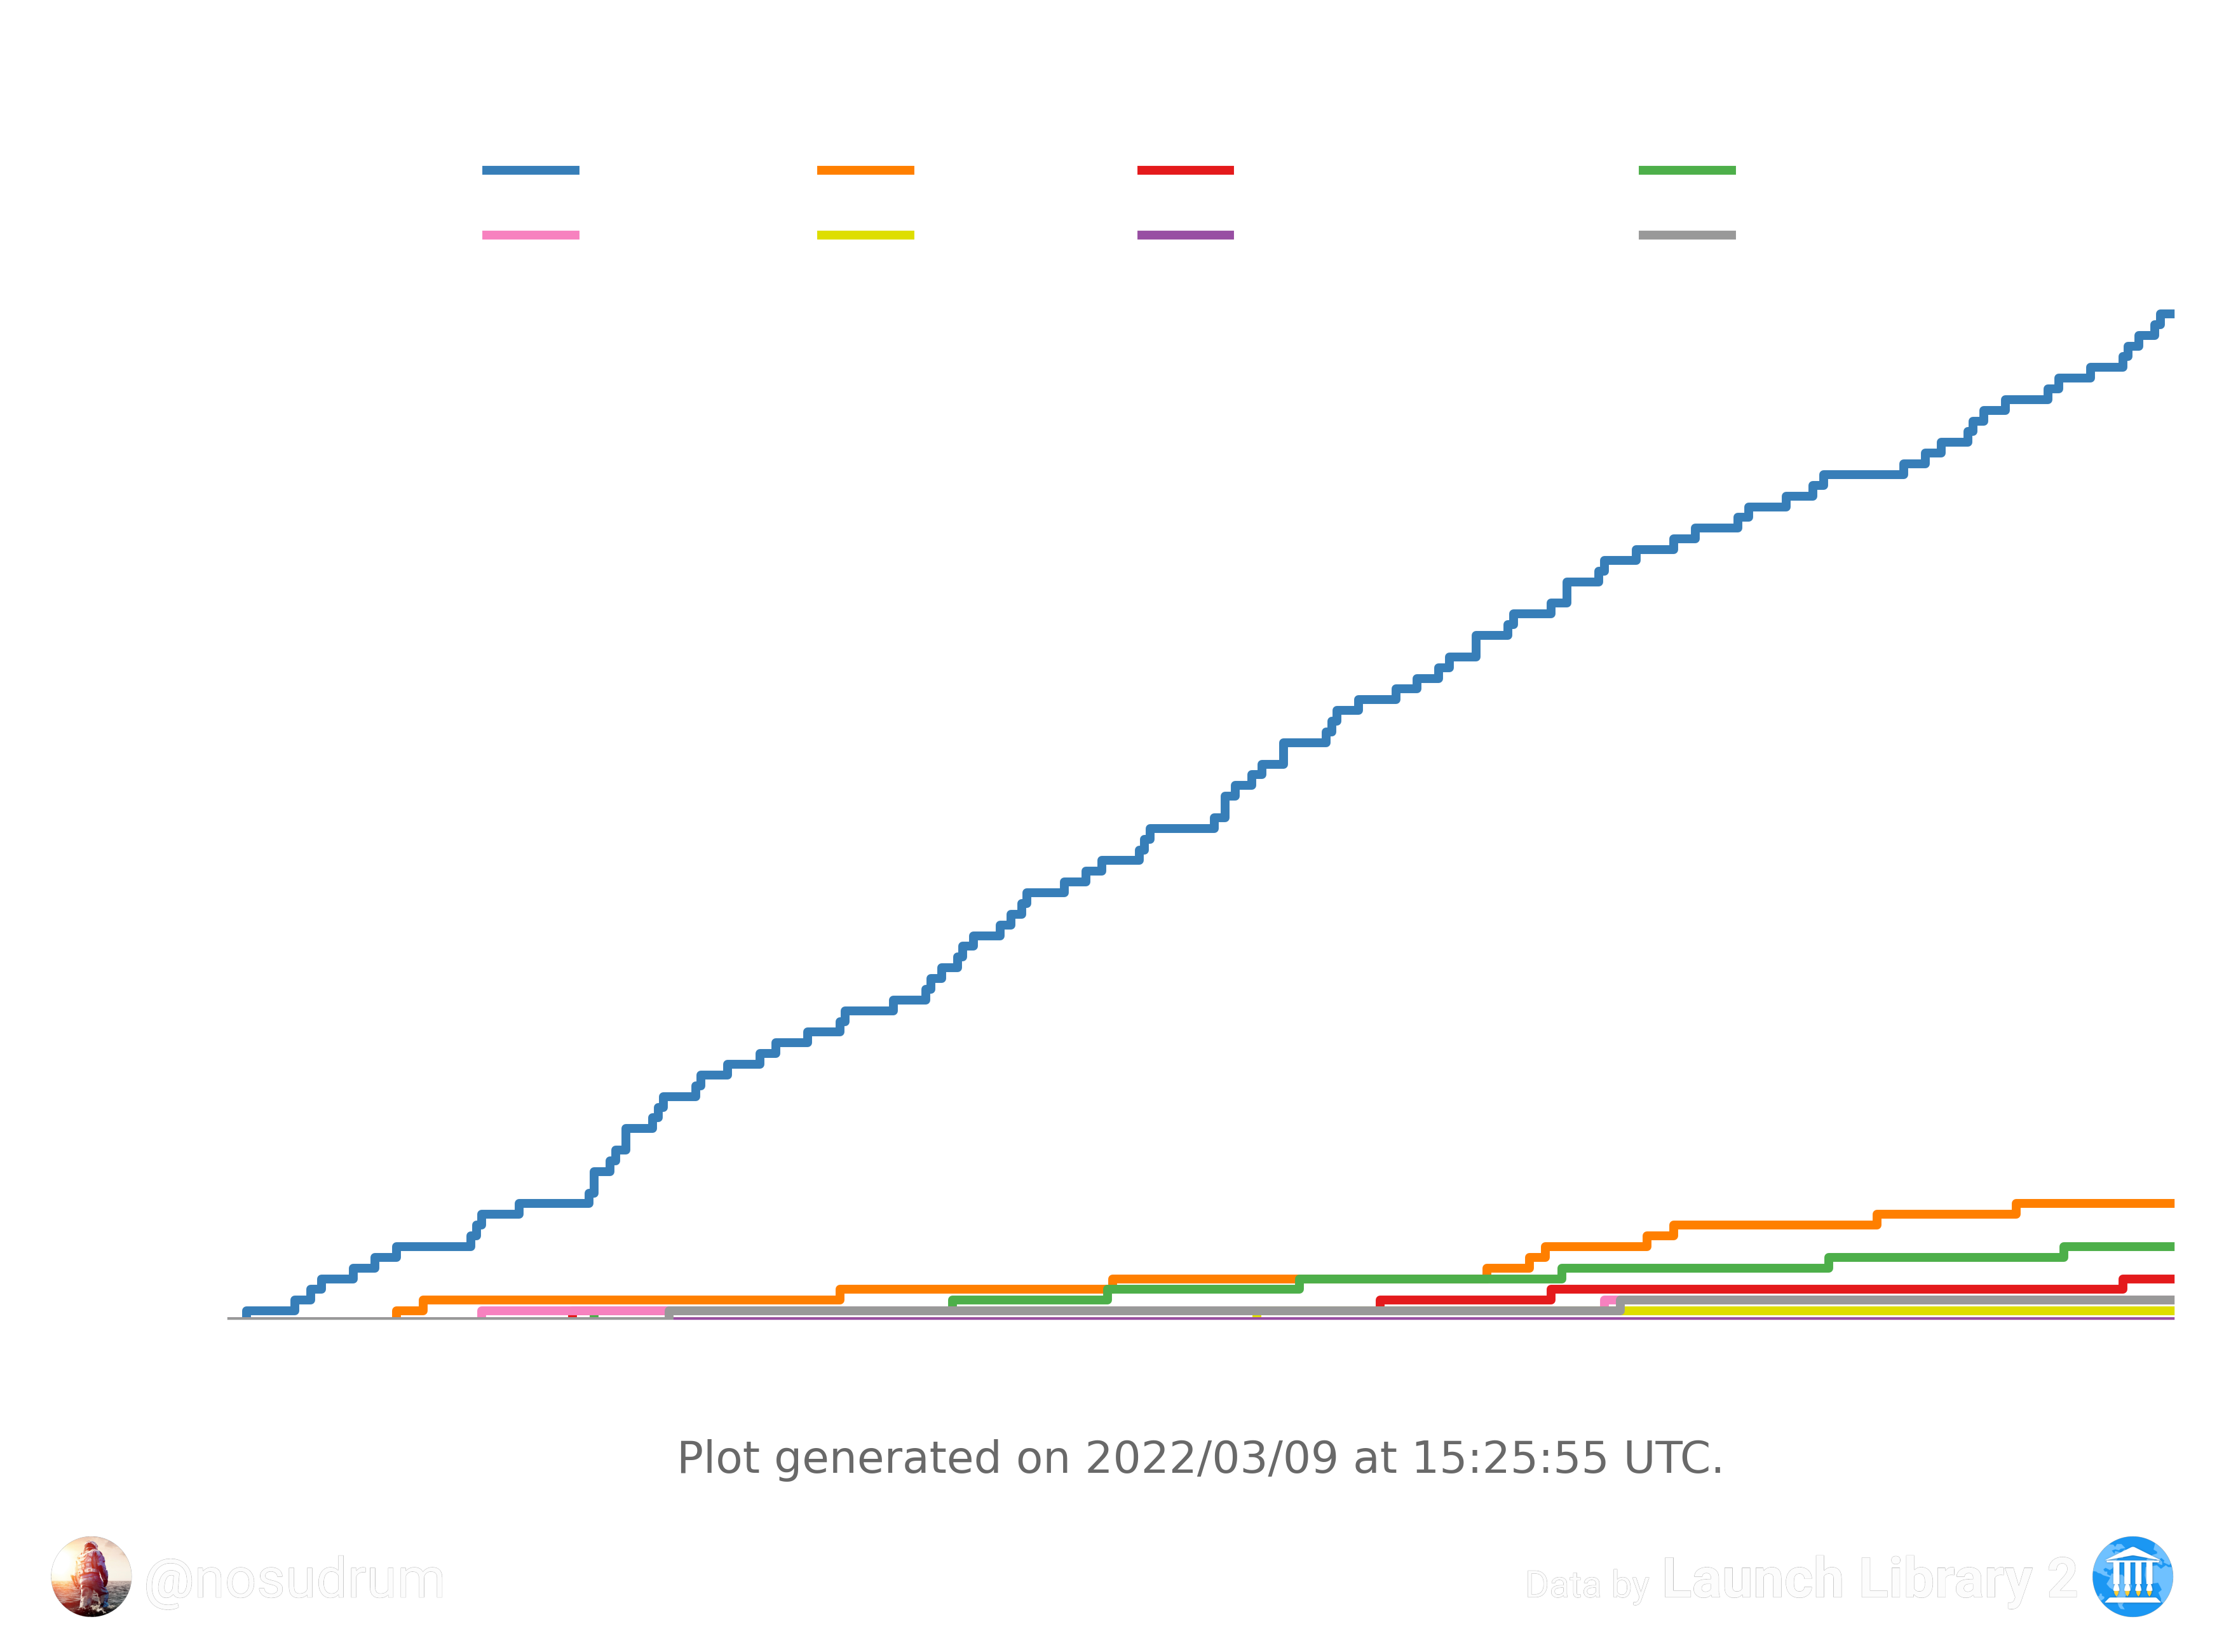 Plot generated on 2022/03/09 at 15:25:55 UTC.
@nosudrum
Data by Launch Library 2